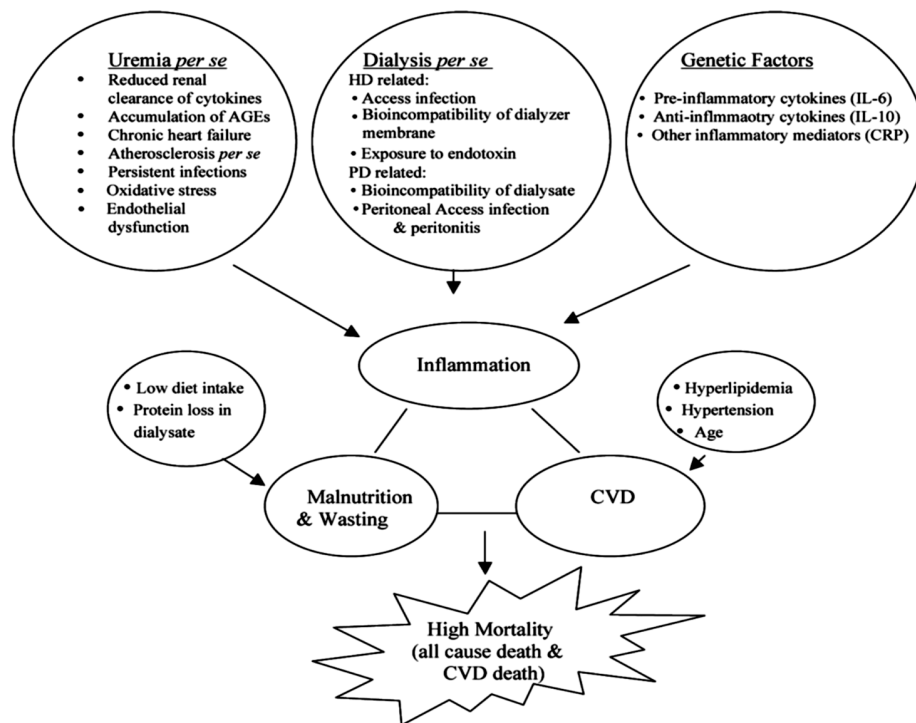 Uremia per se
• Reduced renal
clearance of cytokines
• Accumulation of AGEs
• Chronic heart failure
• Atherosclerosis per se
• Persistent infections
• Oxidative stress
• Endothelial
dysfunction
Dialysis per se
HD related:
• Access infection
• Bioincompatibility of dialyzer
membrane
• Exposure to endotoxin
PD related:
• Bioincompatibility of dialysate
• Peritoneal Access infection
& peritonitis
Genetic Factors
• Pre-inflammatory cytokines (IL-6)
• Anti-inflmmaotry cytokines (IL-10)
• Other inflammatory mediators (CRP)
Inflammation
• Low diet intake
• Protein loss in
dialysate
• Hyperlipidemia
• Hypertension
• Age
Malnutrition
& Wasting
CVD
High Mortality
(all cause death &
CVD death)